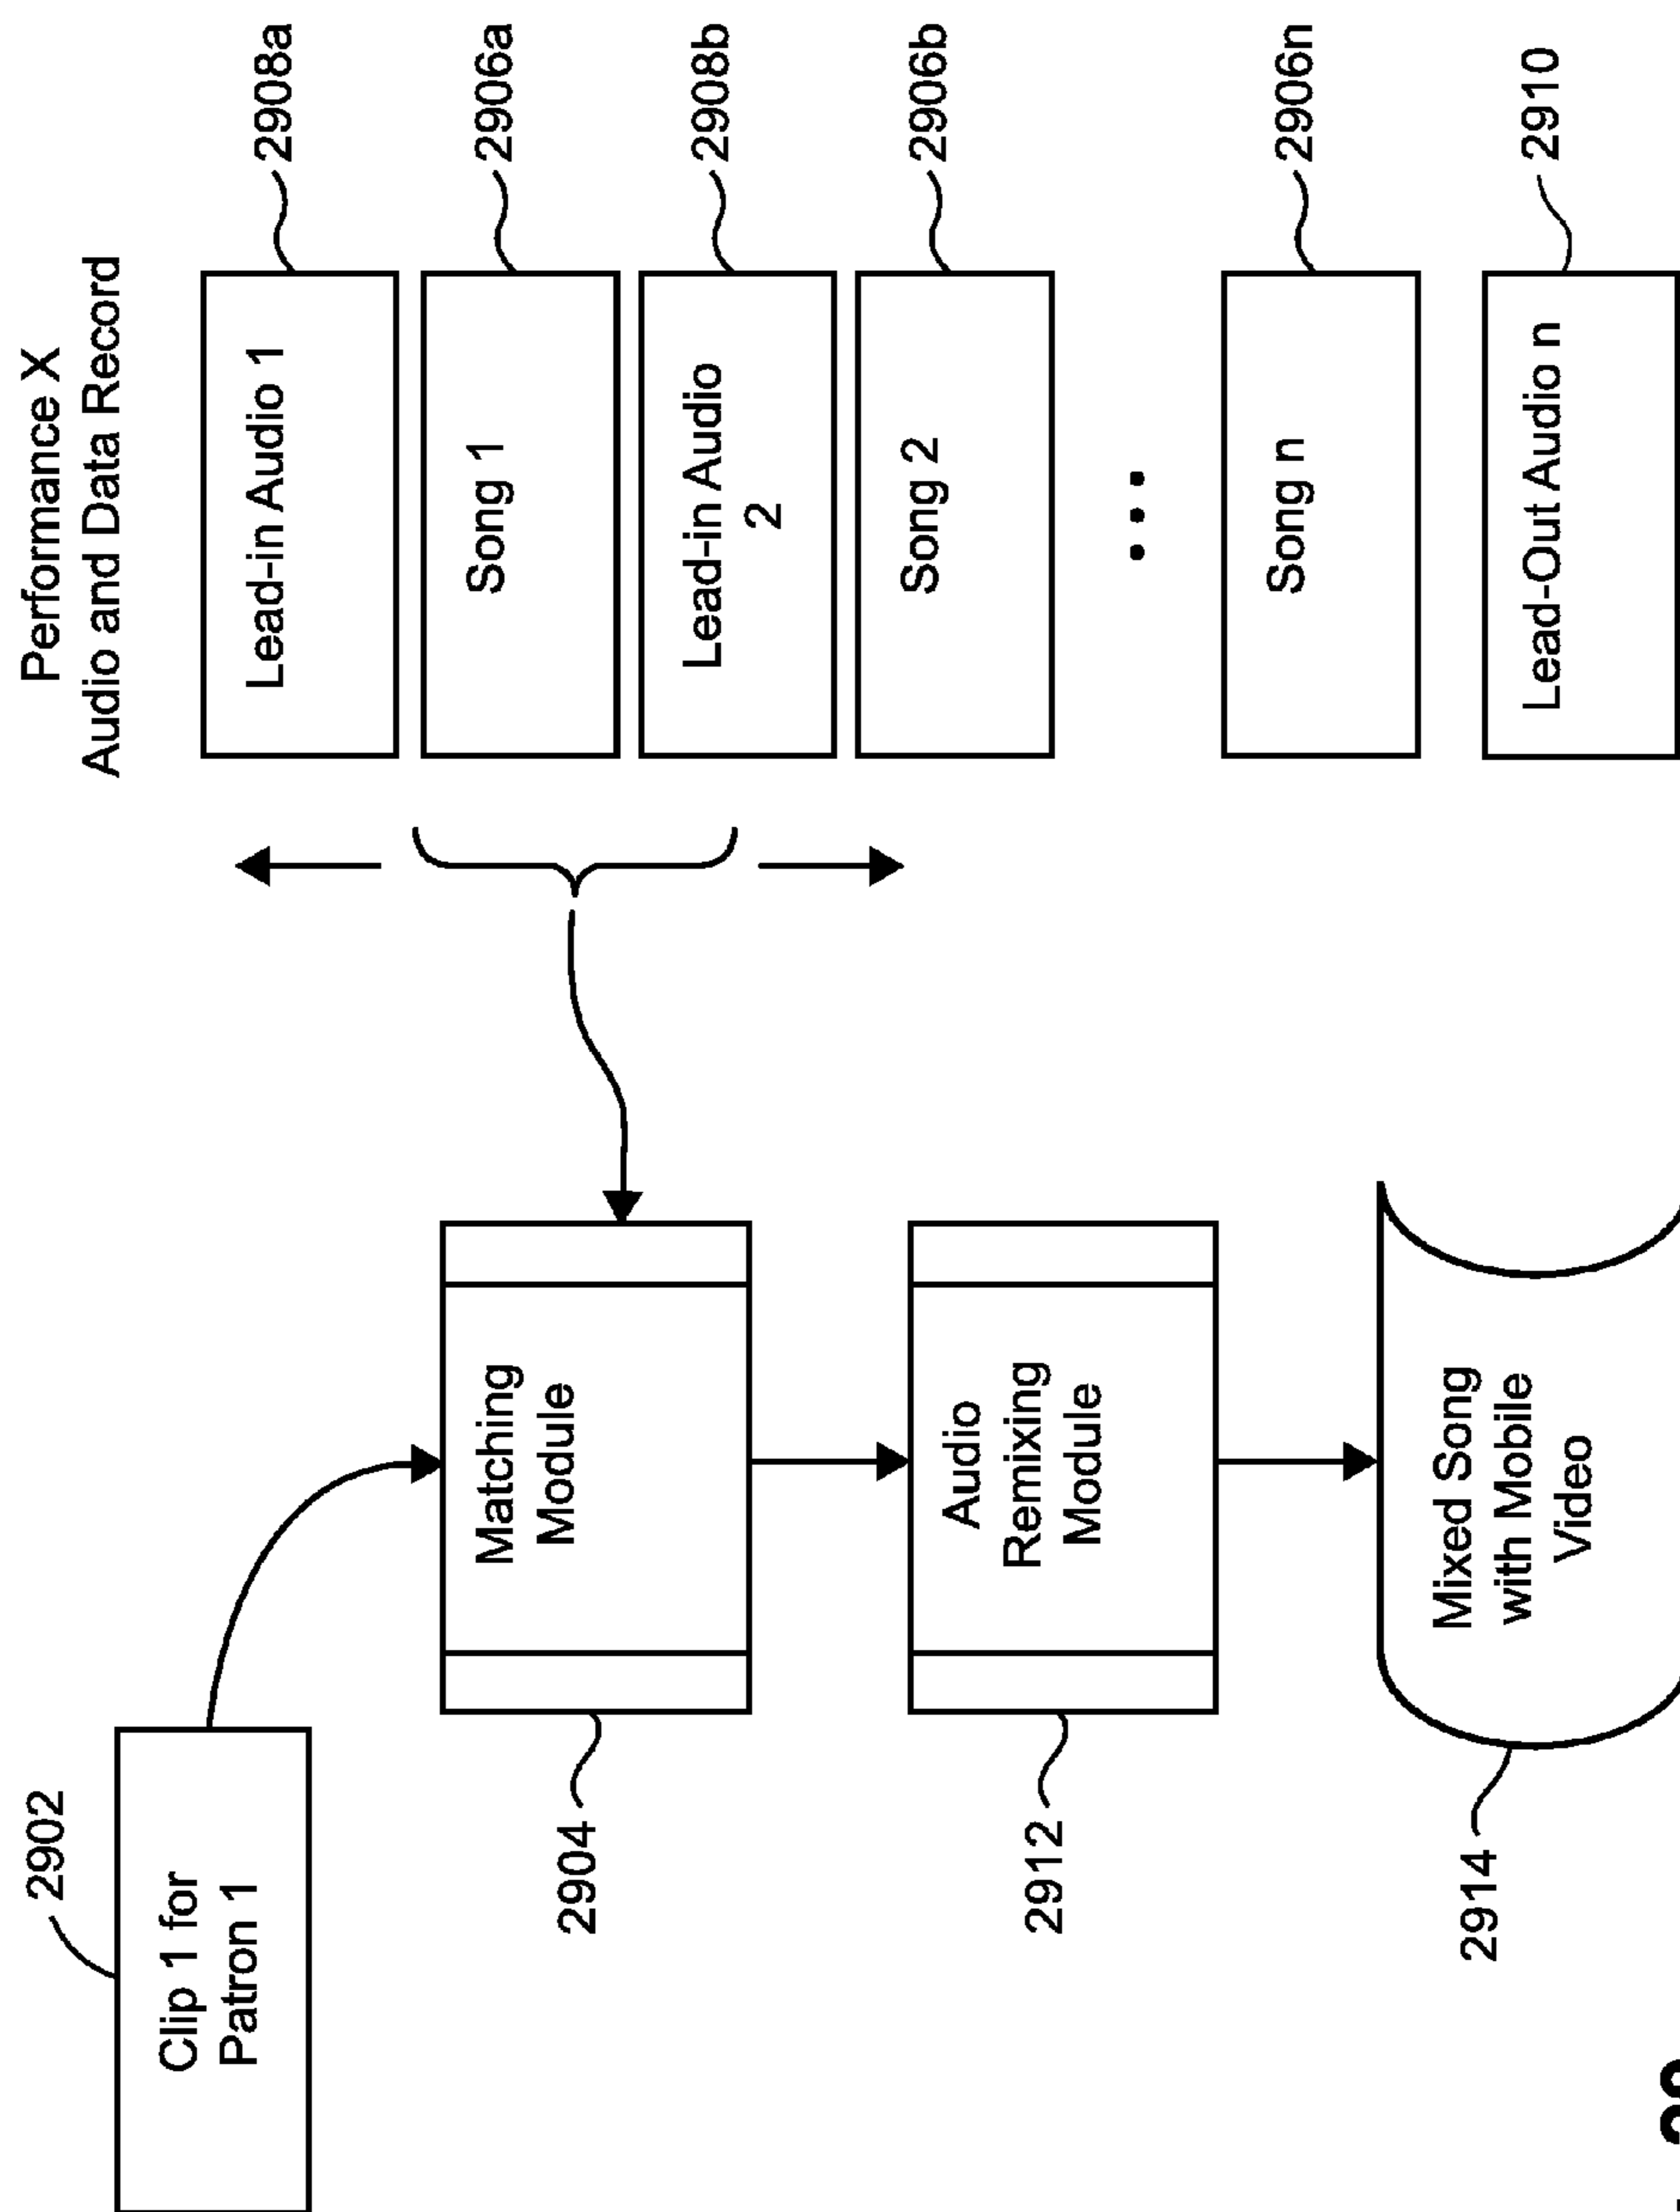 2902
Clip 1 for
Patron 1
2904
Matching
Module
2912
Audio
Remixing
Module
2914
Mixed Song
with Mobile
Video
Performance X
Audio and Data Record
Lead-in Audio 1
2908a
Song 1
2906a
Lead-in Audio
2
2908b
Song 2
2906b
Song n
2906n
Lead-Out Audio n
2910